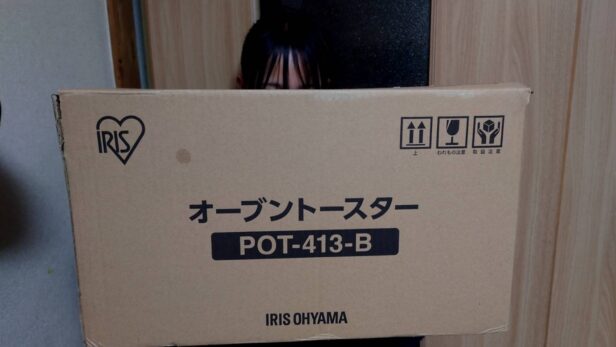 IRIS
上
われもの注意
取扱注意
オーブントースター
POT-413-B
IRIS OHYAMA